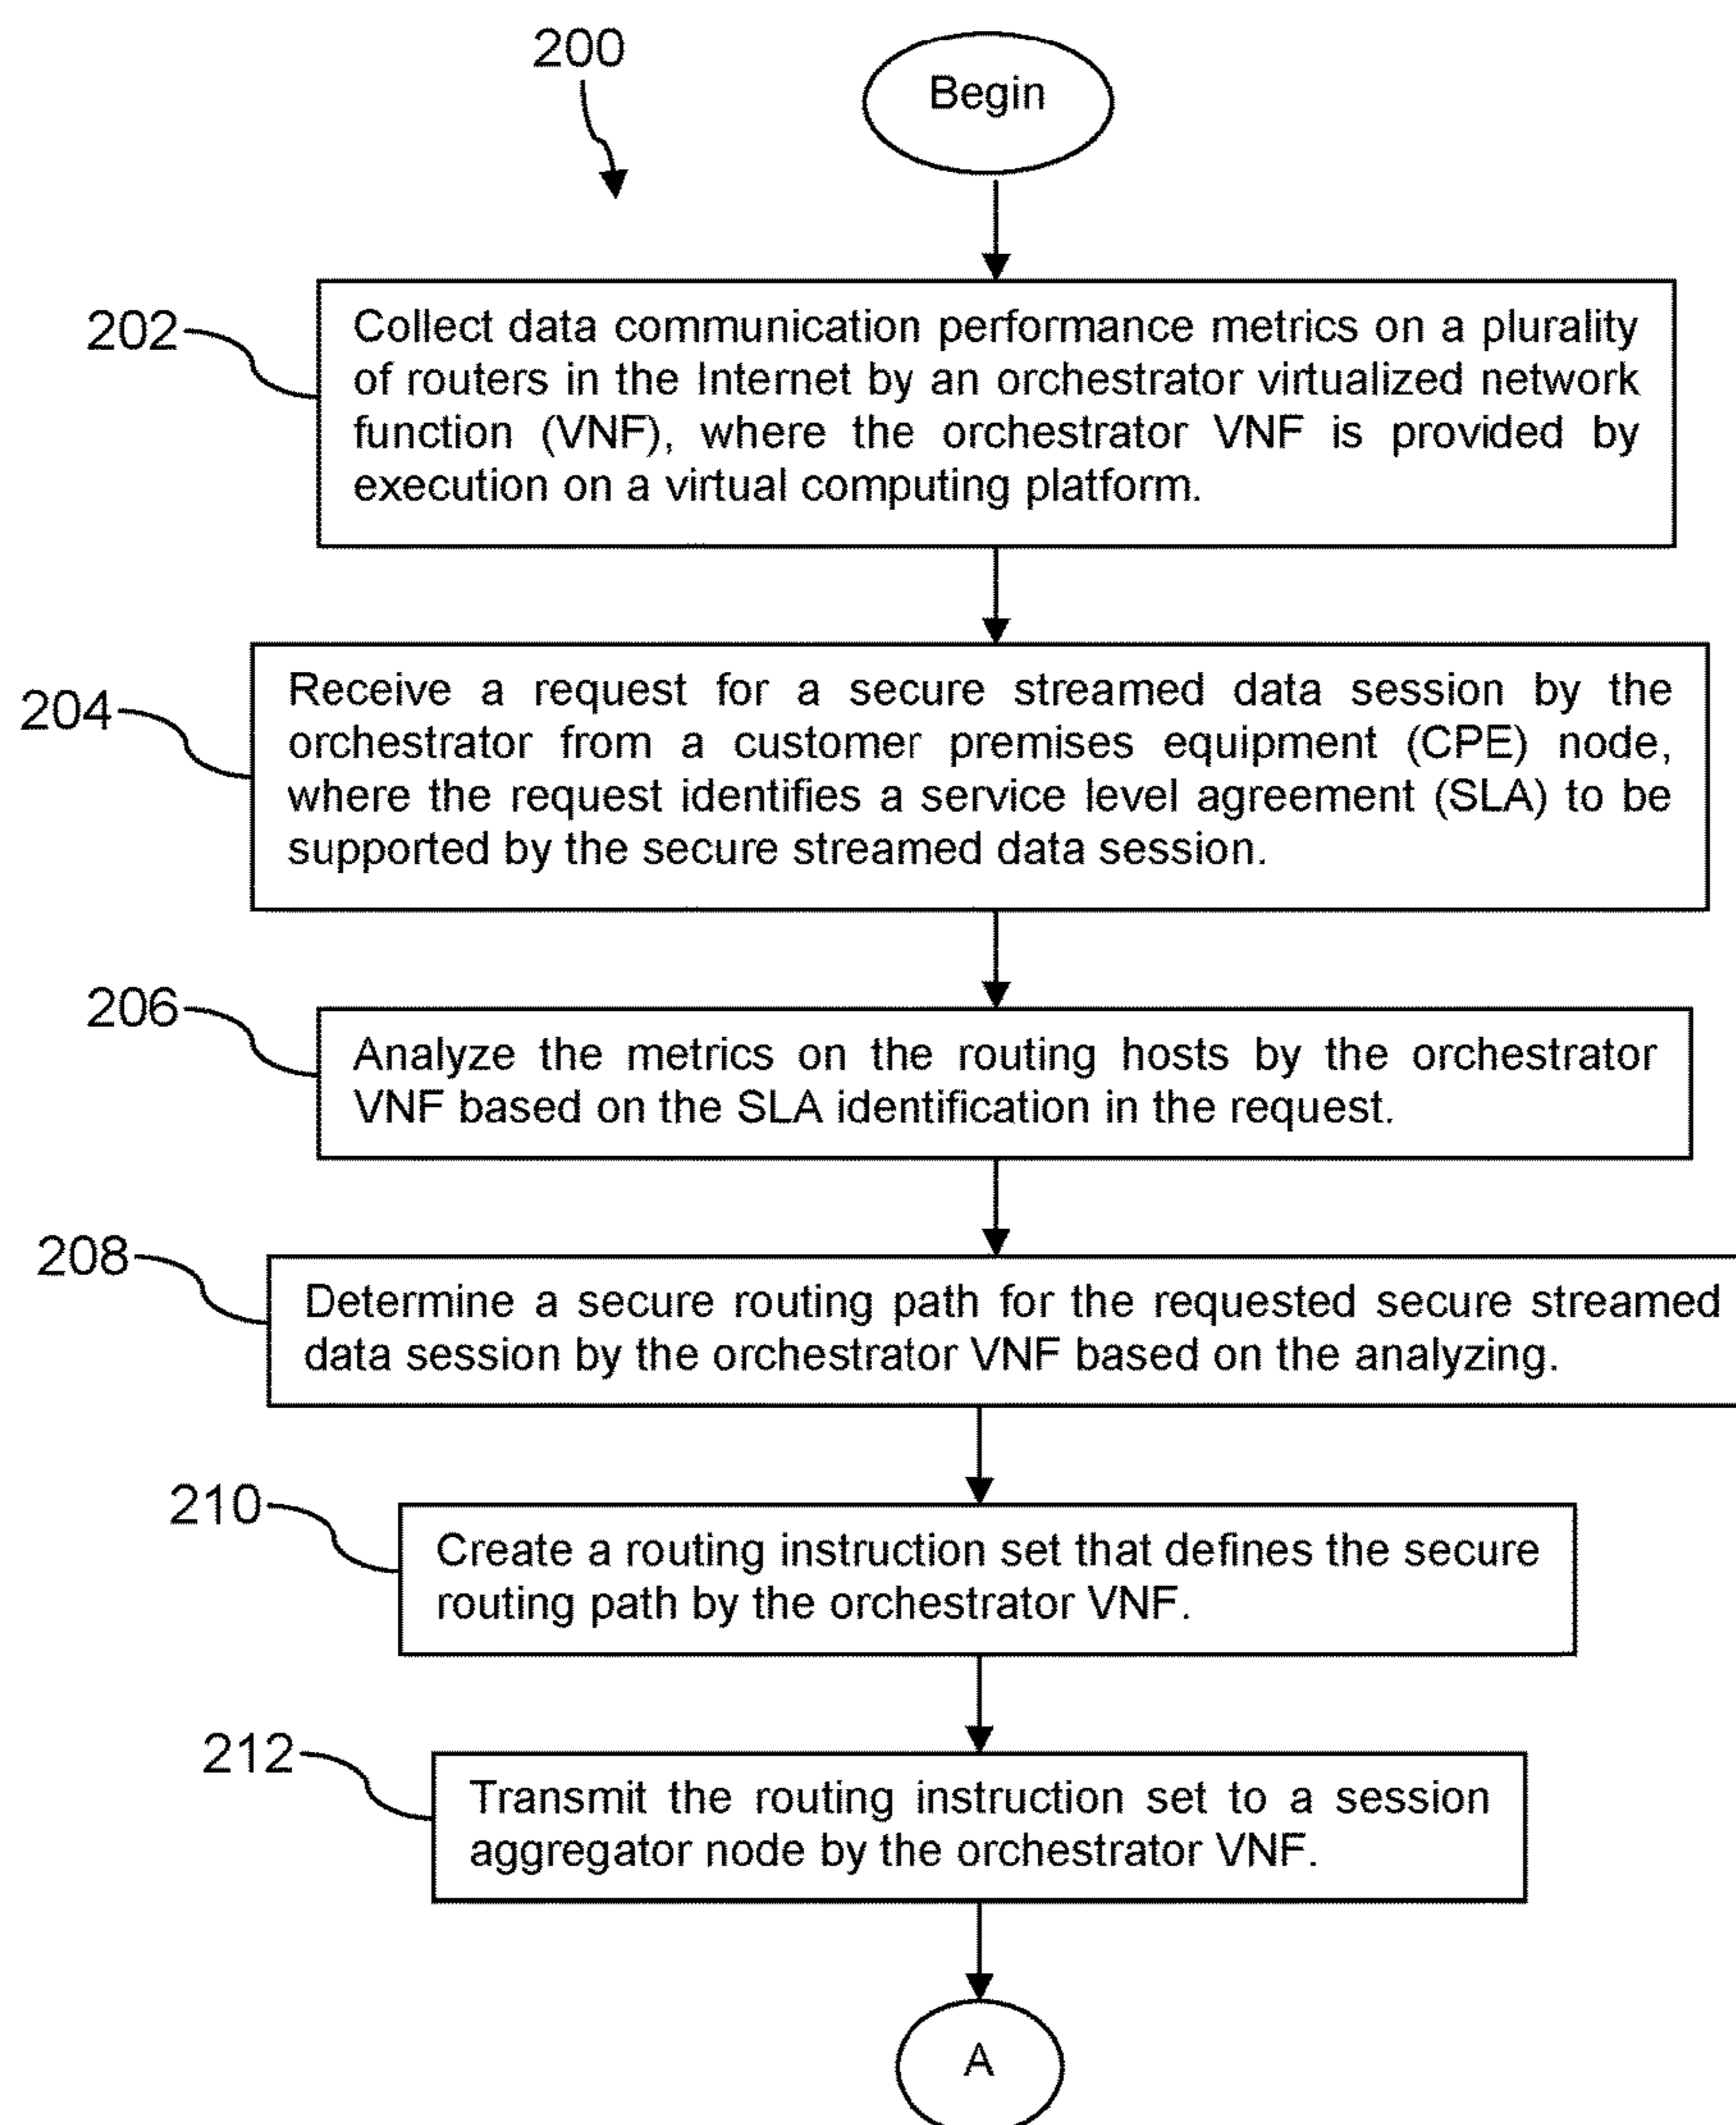 200
Begin
202
Collect data communication performance metrics on a plurality
of routers in the Internet by an orchestrator virtualized network
function (VNF), where the orchestrator VNF is provided by
execution on a virtual computing platform.
204
Receive a request for a secure streamed data session by the
orchestrator from a customer premises equipment (CPE) node,
where the request identifies a service level agreement (SLA) to be
supported by the secure streamed data session.
206
Analyze the metrics on the routing hosts by the orchestrator
VNF based on the SLA identification in the request.
208
Determine a secure routing path for the requested secure streamed
data session by the orchestrator VNF based on the analyzing.
210
Create a routing instruction set that defines the secure
routing path by the orchestrator VNF.
212
Transmit the routing instruction set to a session
aggregator node by the orchestrator VNF.
A